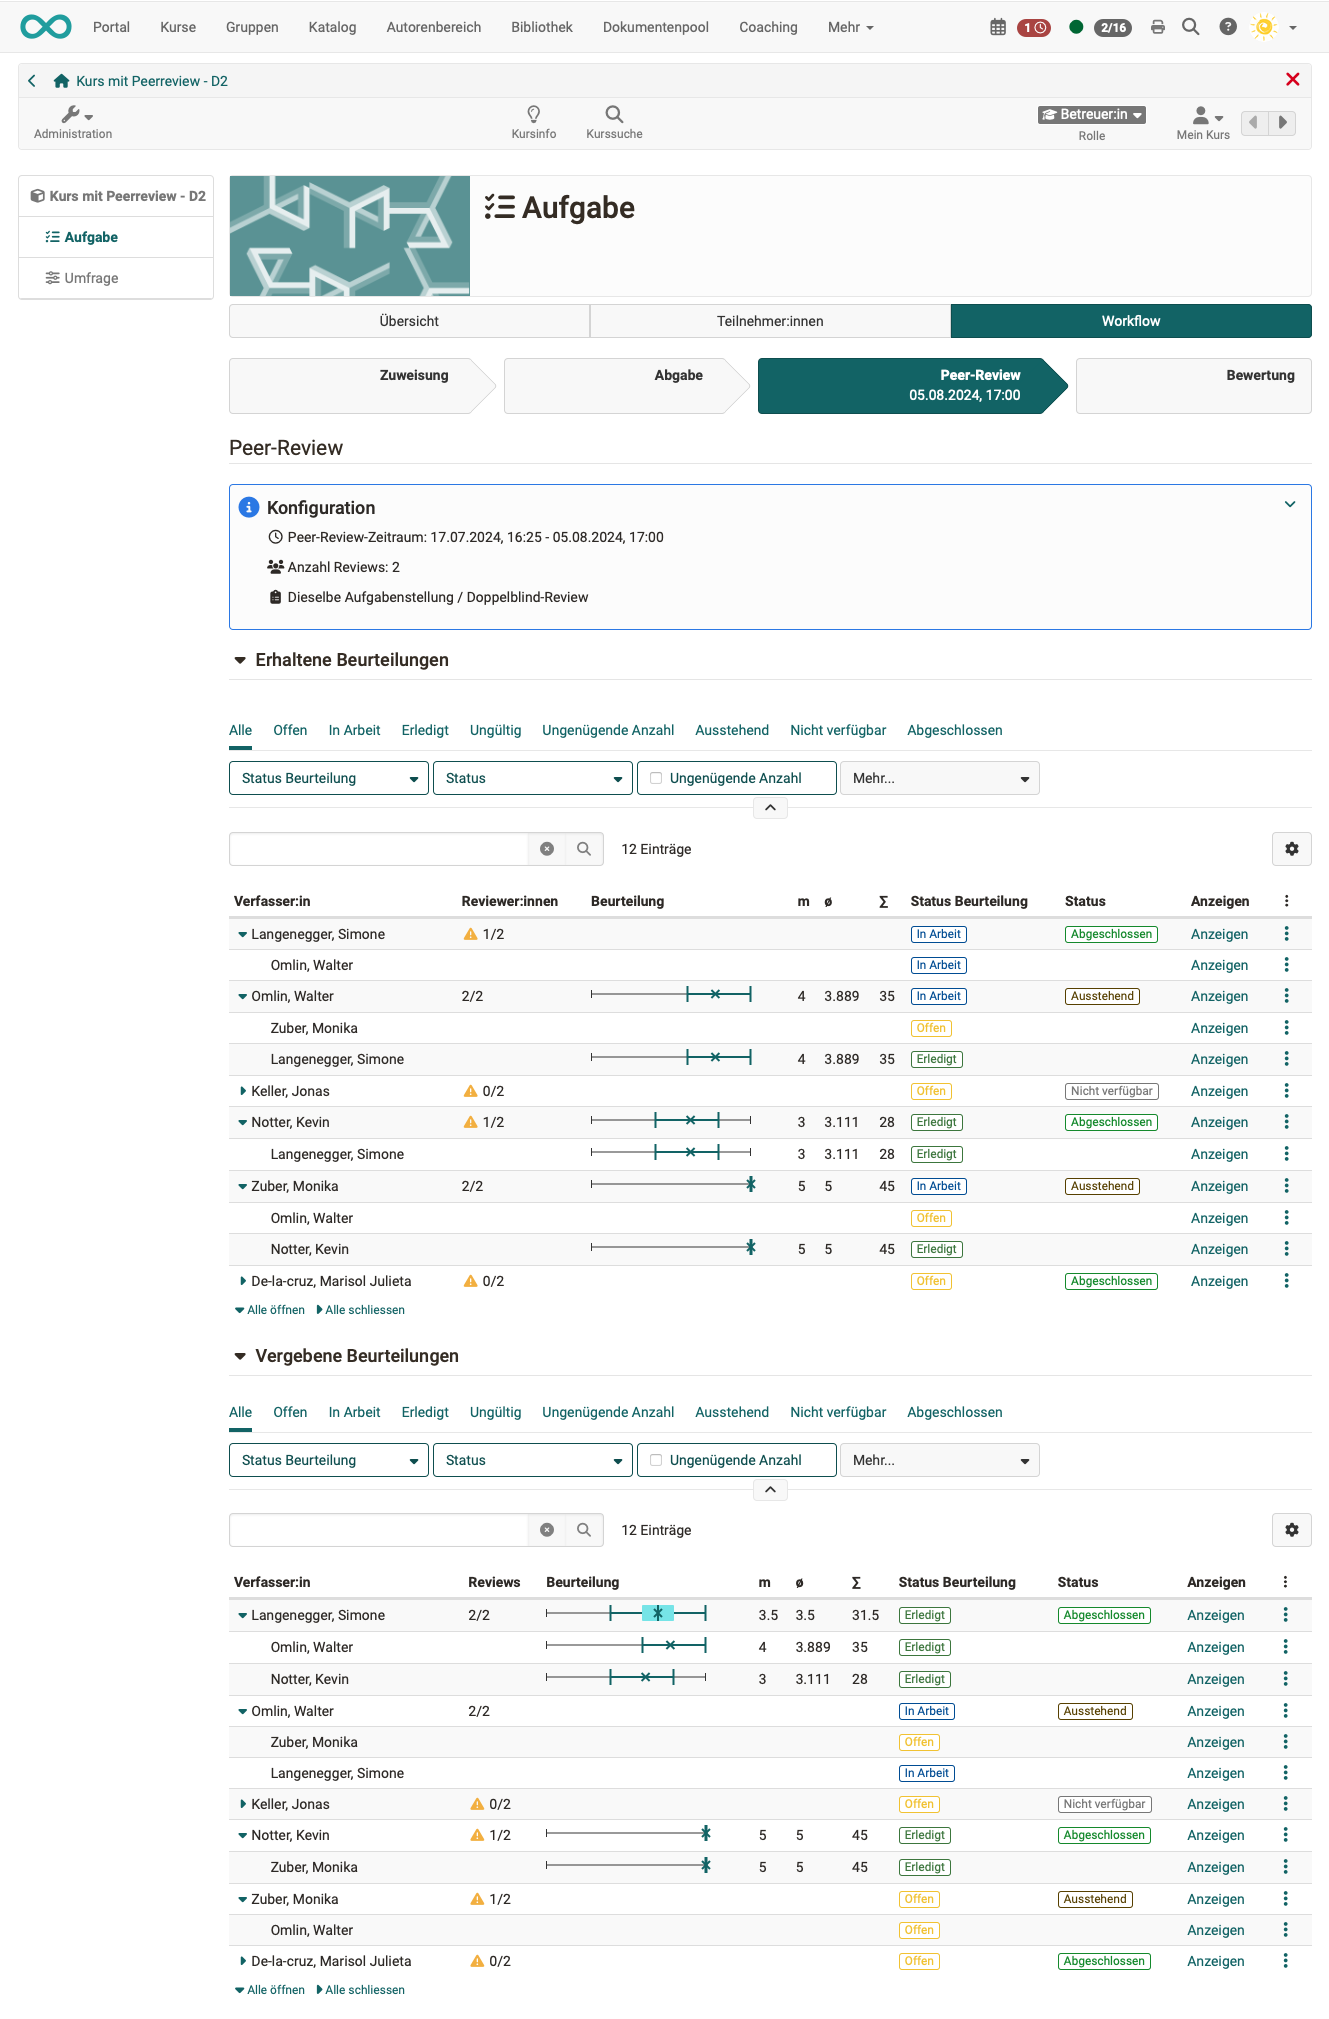 Portal Kurse Gruppen Katalog Autorenbereich Bibliothek Dokumentenpool Coaching Mehr 1 2/16
Kurs mit Peerreview - D2
Administration Kursinfo Kurssuche Betreuer:in Rolle Mein Kurs
Kurs mit Peerreview - D2
Aufgabe
Umfrage
Aufgabe
Übersicht Teilnehmer:innen Workflow
Zuweisung Abgabe Peer-Review Bewertung
05.08.2024, 17:00
Peer-Review
Konfiguration
Peer-Review-Zeitraum: 17.07.2024, 16:25 - 05.08.2024, 17:00
Anzahl Reviews: 2
Dieselbe Aufgabenstellung / Doppelblind-Review
Erhaltene Beurteilungen
Alle Offen In Arbeit Erledigt Ungültig Ungenügende Anzahl Ausstehend Nicht verfügbar Abgeschlossen
Status Beurteilung Status Ungenügende Anzahl Mehr...
12 Einträge
Verfasser:in Reviewer:innen Beurteilung m ø ∑ Status Beurteilung Status Anzeigen
Langenegger, Simone 1/2 In Arbeit Abgeschlossen Anzeigen
Omlin, Walter In Arbeit Anzeigen
Omlin, Walter 2/2 4 3.889 35 In Arbeit Ausstehend Anzeigen
Zuber, Monika Offen Anzeigen
Langenegger, Simone 4 3.889 35 Erledigt Anzeigen
Keller, Jonas 0/2 Offen Nicht verfügbar Anzeigen
Notter, Kevin 1/2 3 3.111 28 Erledigt Abgeschlossen Anzeigen
Langenegger, Simone 3 3.111 28 Erledigt Anzeigen
Zuber, Monika 2/2 5 5 45 In Arbeit Ausstehend Anzeigen
Omlin, Walter Offen Anzeigen
Notter, Kevin 5 5 45 Erledigt Anzeigen
De-la-cruz, Marisol Julieta 0/2 Offen Abgeschlossen Anzeigen
Alle öffnen Alle schliessen
Vergebene Beurteilungen
Alle Offen In Arbeit Erledigt Ungültig Ungenügende Anzahl Ausstehend Nicht verfügbar Abgeschlossen
Status Beurteilung Status Ungenügende Anzahl Mehr...
12 Einträge
Verfasser:in Reviews Beurteilung m ø ∑ Status Beurteilung Status Anzeigen
Langenegger, Simone 2/2 3.5 3.5 31.5 Erledigt Abgeschlossen Anzeigen
Omlin, Walter 4 3.889 35 Erledigt Anzeigen
Notter, Kevin 3 3.111 28 Erledigt Anzeigen
Omlin, Walter 2/2 In Arbeit Ausstehend Anzeigen
Zuber, Monika Offen Anzeigen
Langenegger, Simone In Arbeit Anzeigen
Keller, Jonas 0/2 Offen Nicht verfügbar Anzeigen
Notter, Kevin 1/2 5 5 45 Erledigt Abgeschlossen Anzeigen
Zuber, Monika 5 5 45 Erledigt Anzeigen
Zuber, Monika 1/2 Offen Ausstehend Anzeigen
Omlin, Walter Offen Anzeigen
De-la-cruz, Marisol Julieta 0/2 Offen Abgeschlossen Anzeigen
Alle öffnen Alle schliessen